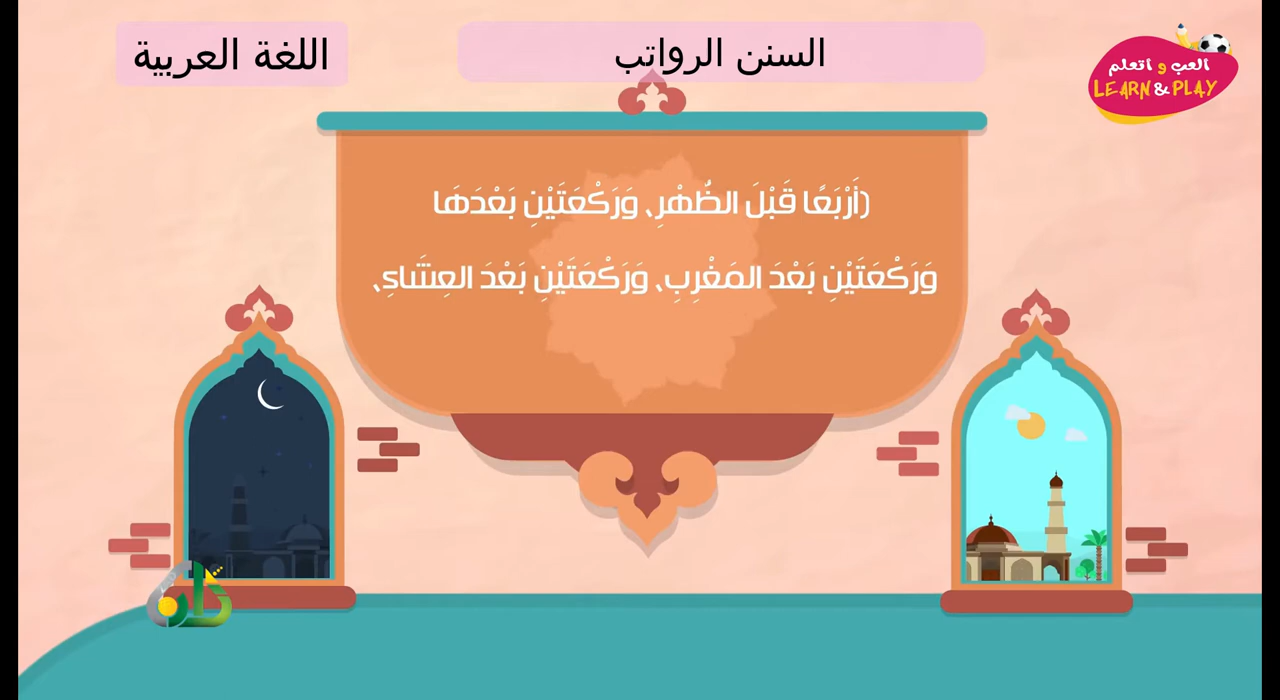 السنن الرواتب
اللغة العربية
العب و اتعلم
LEARN & PLAY
(أَرْبَعًا قَبْلَ الظُهْرِ، وَرَكْعَتَيْنِ بَعْدَهَا
وَرَكْعَتَيْنِ بَعْدَ المَغْرِبِ، وَرَكْعَتَيْنِ بَعْدَ العِشَاءِ،